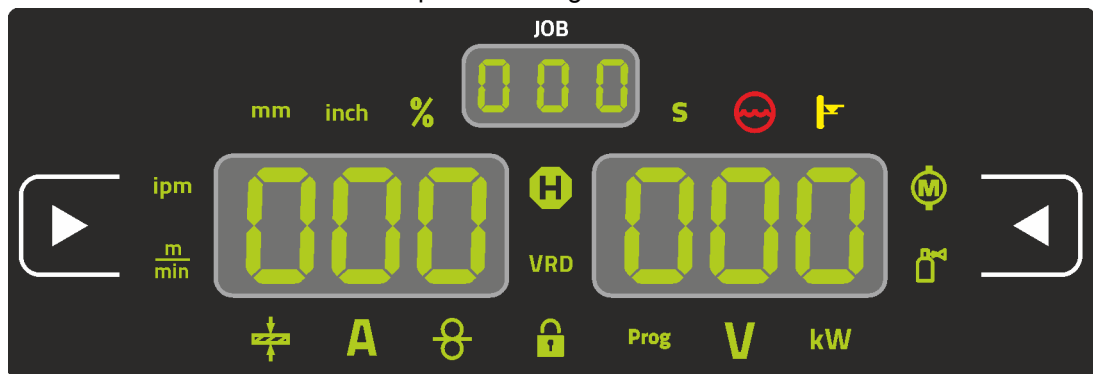 JOB
000
mm inch % S
ipm 000 H 000 M
m/min VRD
A Prog V kW